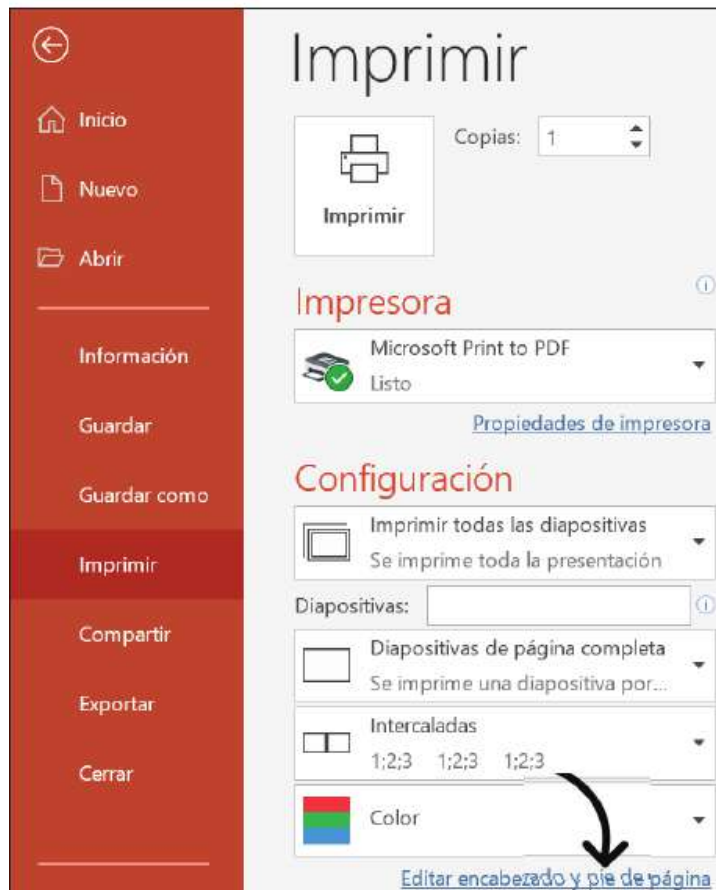 Inicio
Nuevo
Abrir
Información
Guardar
Guardar como
Imprimir
Compartir
Exportar
Cerrar
Imprimir
Imprimir
Copias: 1
Impresora
Microsoft Print to PDF
Listo
Propiedades de impresora
Configuración
Imprimir todas las diapositivas
Se imprime toda la presentación
Diapositivas:
Diapositivas de página completa
Se imprime una diapositiva por...
Intercaladas
1;2;3 1;2;3 1;2;3
Color
Editar encabezado y pie de página